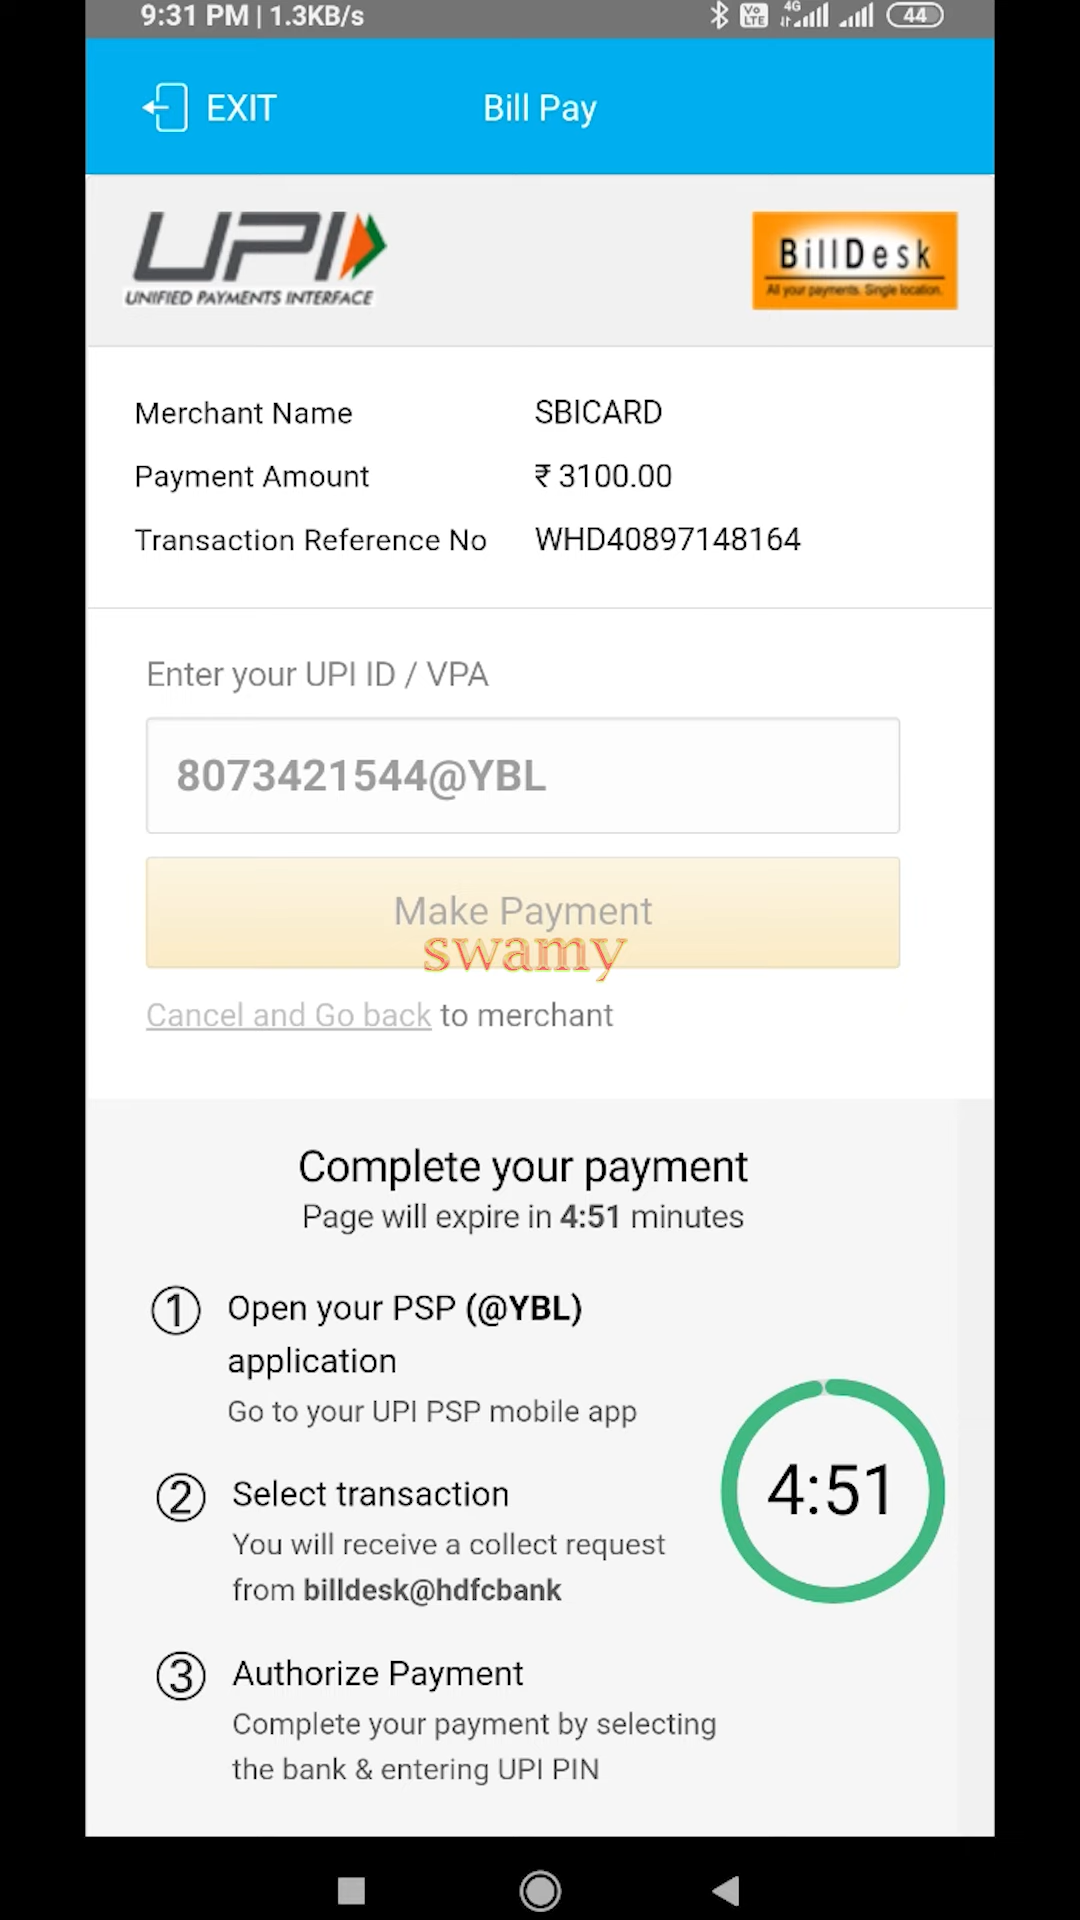 9:31 PM | 1.3KB/s
Vo LTE 4G 44
EXIT
Bill Pay
UPI
UNIFIED PAYMENTS INTERFACE
BillDesk
All your payments. Single location.
Merchant Name SBICARD
Payment Amount ₹ 3100.00
Transaction Reference No WHD40897148164
Enter your UPI ID / VPA
8073421544@YBL
Make Payment
swamy
Cancel and Go back to merchant
Complete your payment
Page will expire in 4:51 minutes
1 Open your PSP (@YBL)
application
Go to your UPI PSP mobile app
4:51
2 Select transaction
You will receive a collect request
from billdesk@hdfcbank
3 Authorize Payment
Complete your payment by selecting
the bank & entering UPI PIN